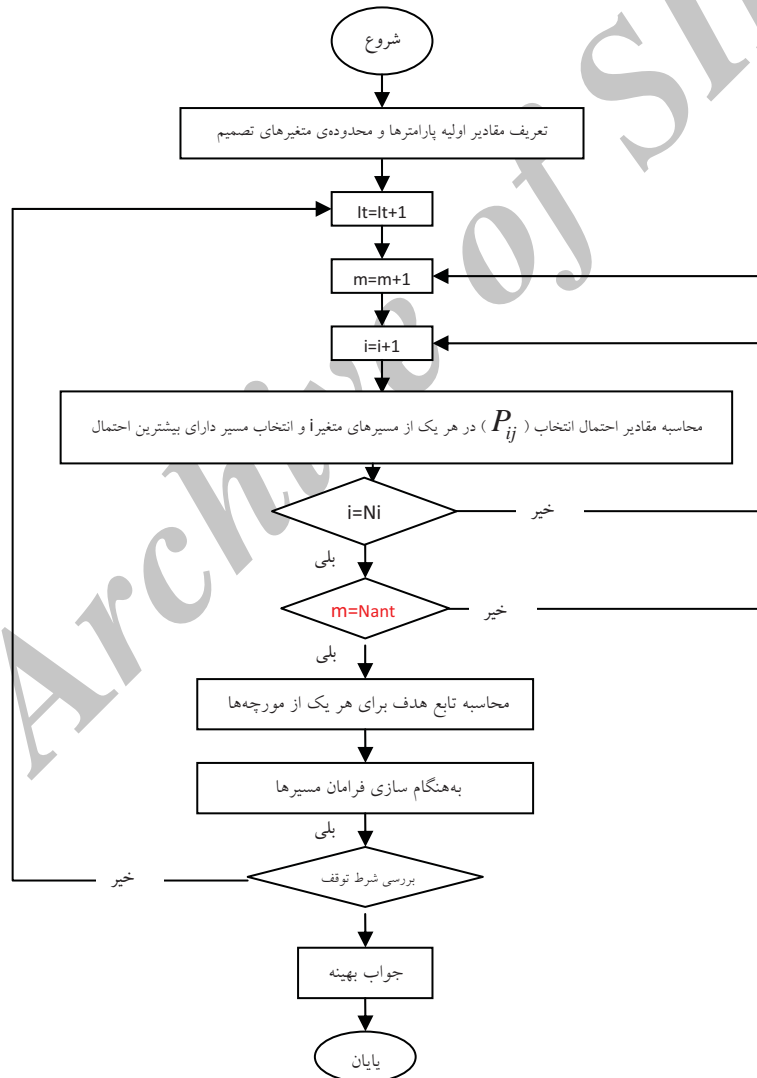 شروع
تعریف مقادیر اولیه پارامترها و محدوده‌ی متغیرهای تصمیم
It=It+1
m=m+1
i=i+1
محاسبه مقادیر احتمال انتخاب ( P_ij ) در هر یک از مسیرهای متغیر i و انتخاب مسیر دارای بیشترین احتمال
i=Ni
خیر
بلی
m=Nant
خیر
بلی
محاسبه تابع هدف برای هر یک از مورچه‌ها
به‌هنگام سازی فرامان مسیرها
بلی
بررسی شرط توقف
خیر
جواب بهینه
پایان
Archive of SI